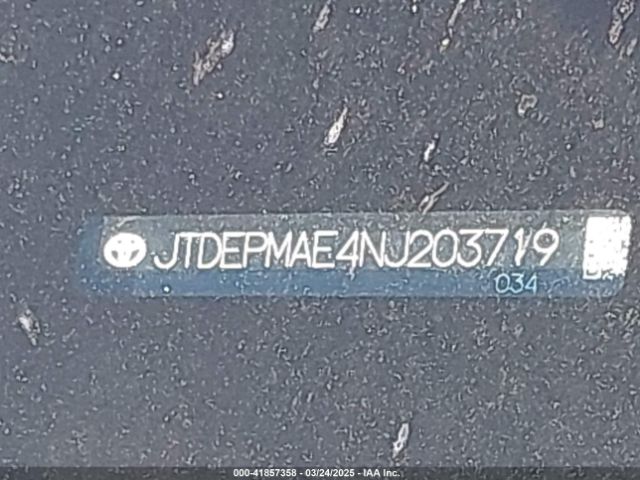 JTDEPMAE4NJ203719
034
000-41857358 - 03/24/2025 - IAA Inc.